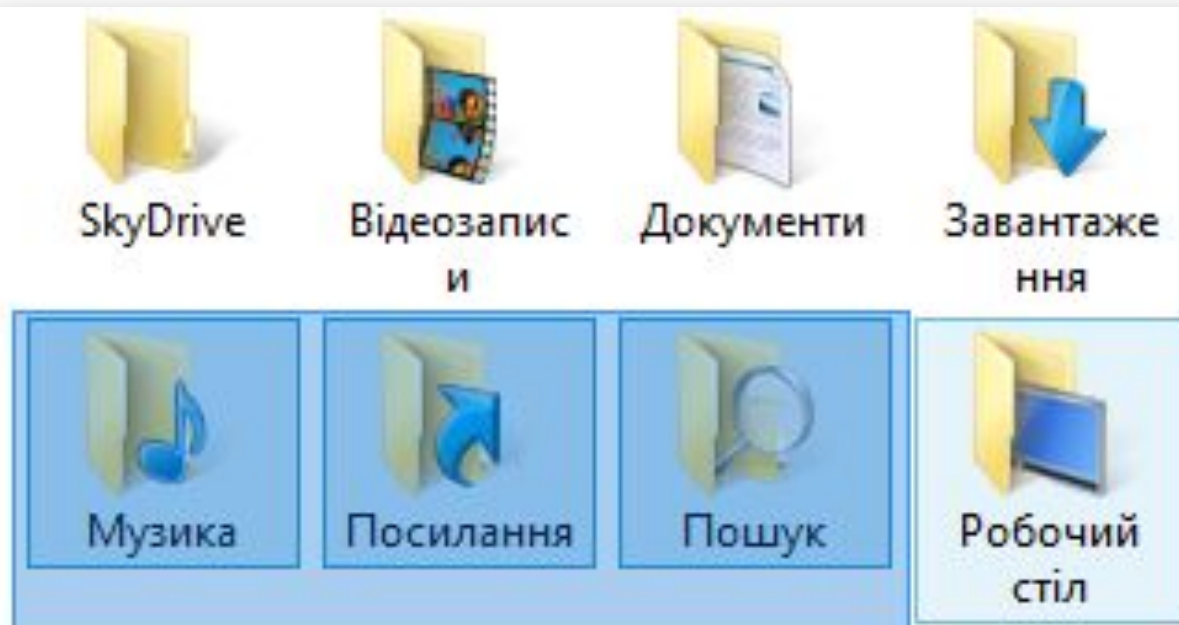 SkyDrive
Відеозапис
и
Документи
Завантаже
ння
Музика
Посилання
Пошук
Робочий
стіл